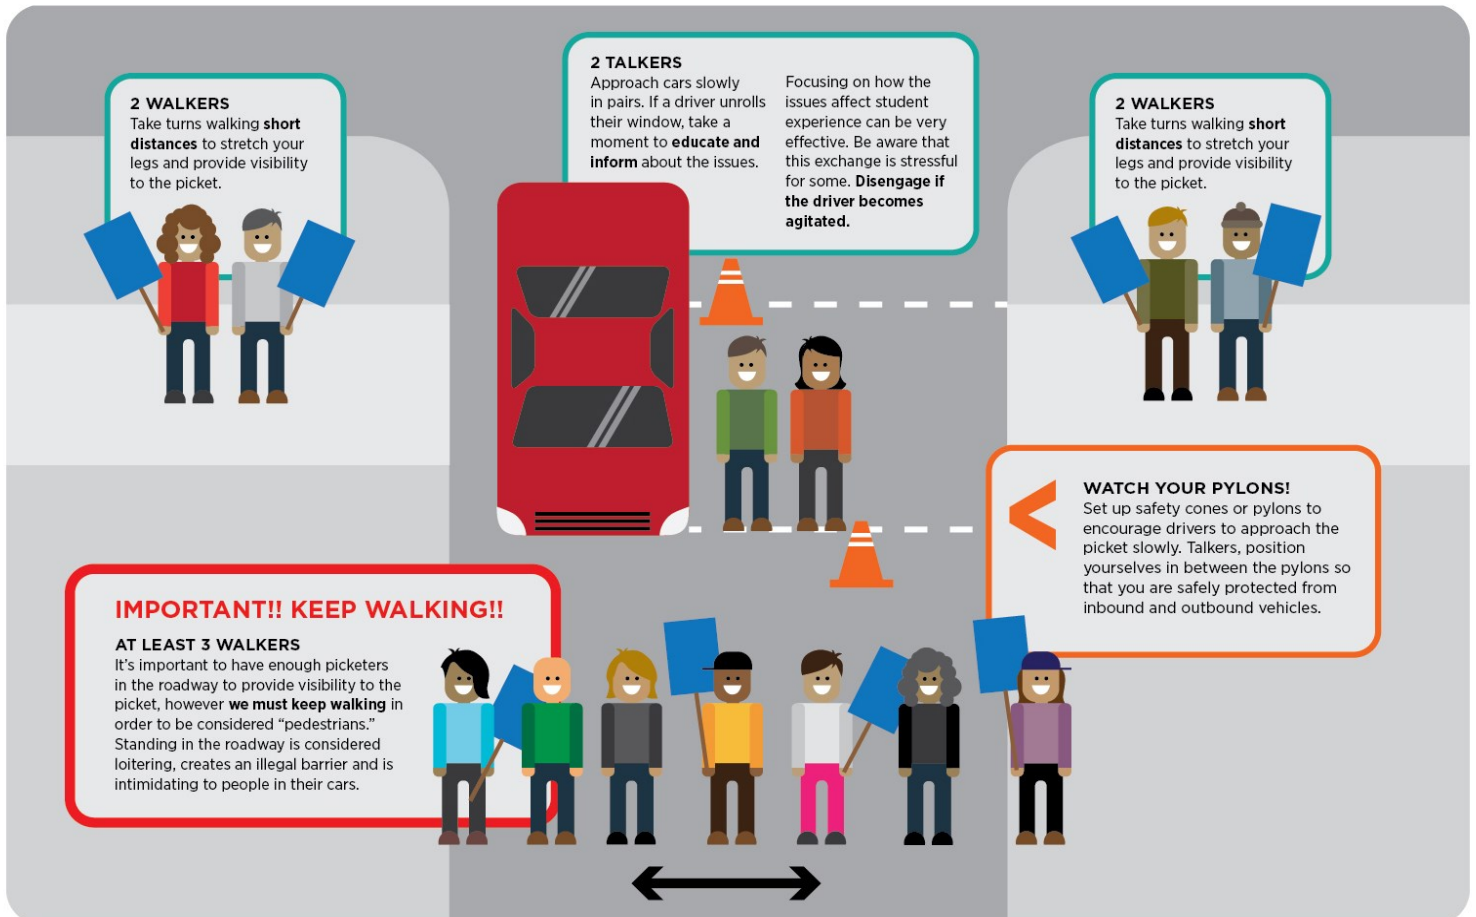 2 WALKERS
Take turns walking short
distances to stretch your
legs and provide visibility
to the picket.
2 TALKERS
Approach cars slowly
in pairs. If a driver unrolls
their window, take a
moment to educate and
inform about the issues.
Focusing on how the
issues affect student
experience can be very
effective. Be aware that
this exchange is stressful
for some. Disengage if
the driver becomes
agitated.
2 WALKERS
Take turns walking short
distances to stretch your
legs and provide visibility
to the picket.
WATCH YOUR PYLONS!
Set up safety cones or pylons to
encourage drivers to approach the
picket slowly. Talkers, position
yourselves in between the pylons so
that you are safely protected from
inbound and outbound vehicles.
IMPORTANT!! KEEP WALKING!!
AT LEAST 3 WALKERS
It’s important to have enough picketers
in the roadway to provide visibility to the
picket, however we must keep walking in
order to be considered “pedestrians.”
Standing in the roadway is considered
loitering, creates an illegal barrier and is
intimidating to people in their cars.